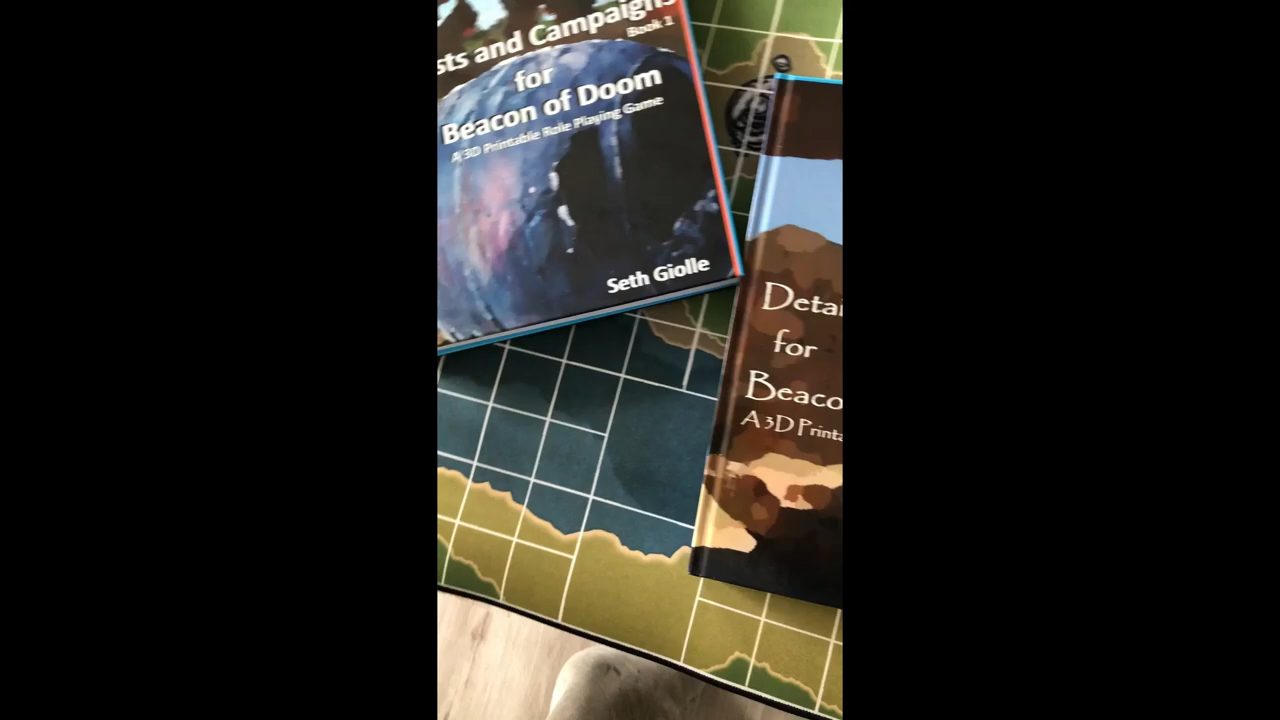 sts and Campaigns
Book 1
for
Beacon of Doom
A 3D Printable Role Playing Game
Seth Giolle
Detai
for
Beaco
A 3D Printa